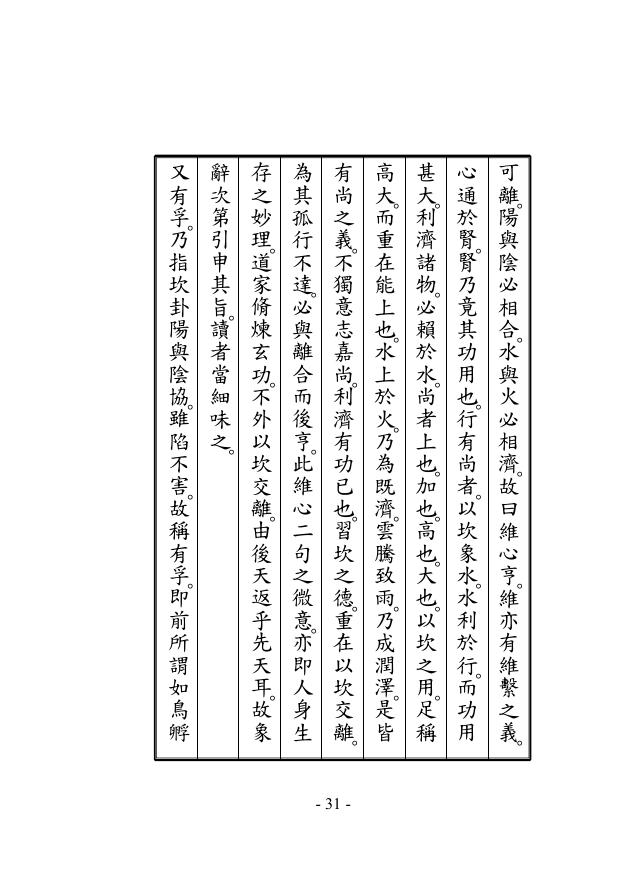 可離。陽與陰必相合。水與火必相濟。故曰維心亨。維亦有維繫之義。
心通於腎。腎乃竟其功用也。行有尚者。以坎象水。水利於行。而功用
甚大。利濟諸物。必賴於水。尚者上也。加也。高也。大也。以坎之用。足稱
高大。而重在能上也。水上於火。乃為既濟。雲騰致雨。乃成潤澤。是皆
有尚之義。不獨意志嘉尚。利濟有功已也。習坎之德。重在以坎交離。
為其孤行不達。必與離合而後亨。此維心二句之微意。亦即人身生
存之妙理。道家脩煉玄功。不外以坎交離。由後天返乎先天耳。故象
辭次第引申其旨。讀者當細味之。
又有孚。乃指坎卦陽與陰協。雖陷不害。故稱有孚。即前所謂如鳥孵
- 31 -